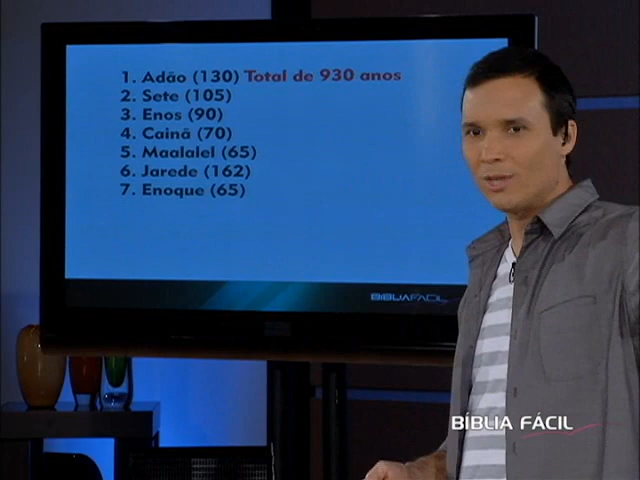 1. Adão (130) Total de 930 anos
2. Sete (105)
3. Enos (90)
4. Cainã (70)
5. Maalalel (65)
6. Jarede (162)
7. Enoque (65)
BÍBLIAFÁCIL
BÍBLIA FÁCIL